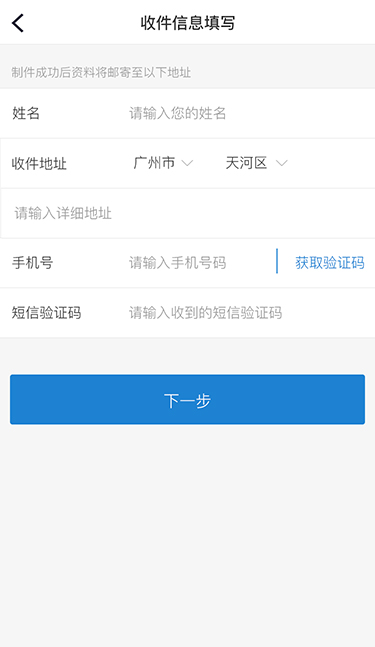 收件信息填写
制件成功后资料将邮寄至以下地址
姓名 请输入您的姓名
收件地址 广州市 天河区
请输入详细地址
手机号 请输入手机号码 获取验证码
短信验证码 请输入收到的短信验证码
下一步